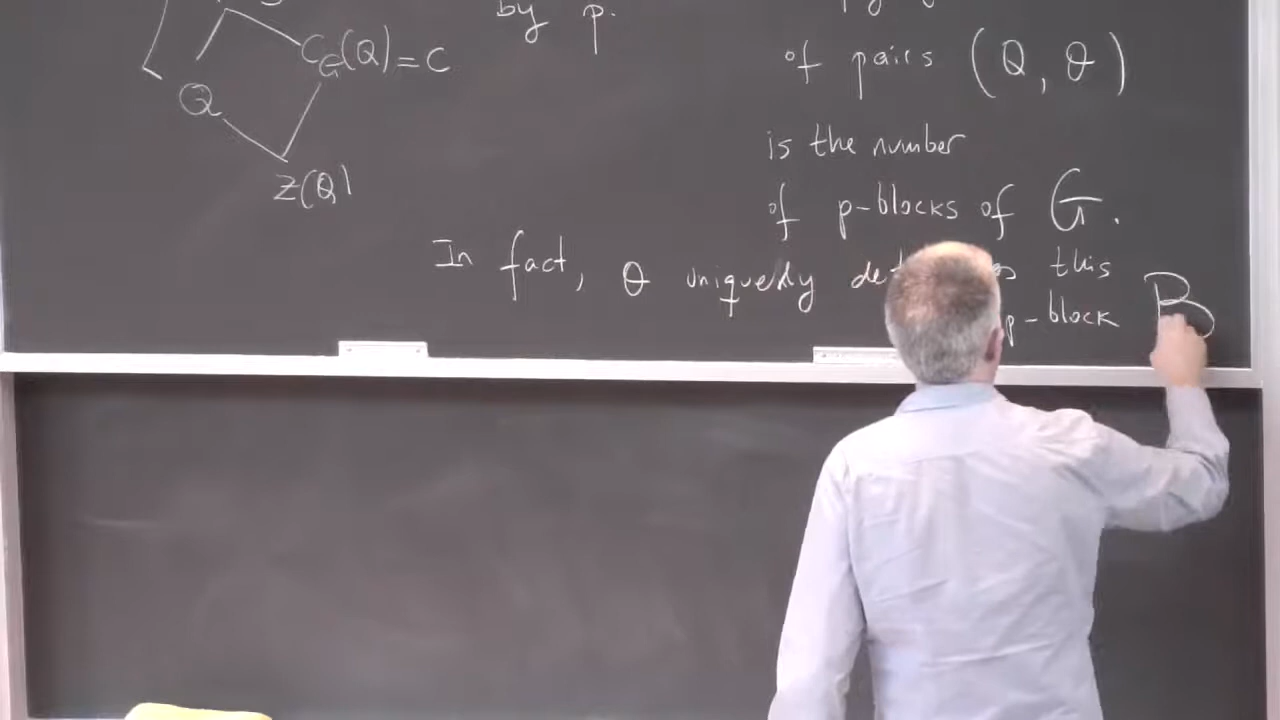 by p.
of pairs (Q, θ)
C_G(Q) = C
Q
Z(Q)
is the number
of p-blocks of G.
In fact, θ uniquely this
p-block B